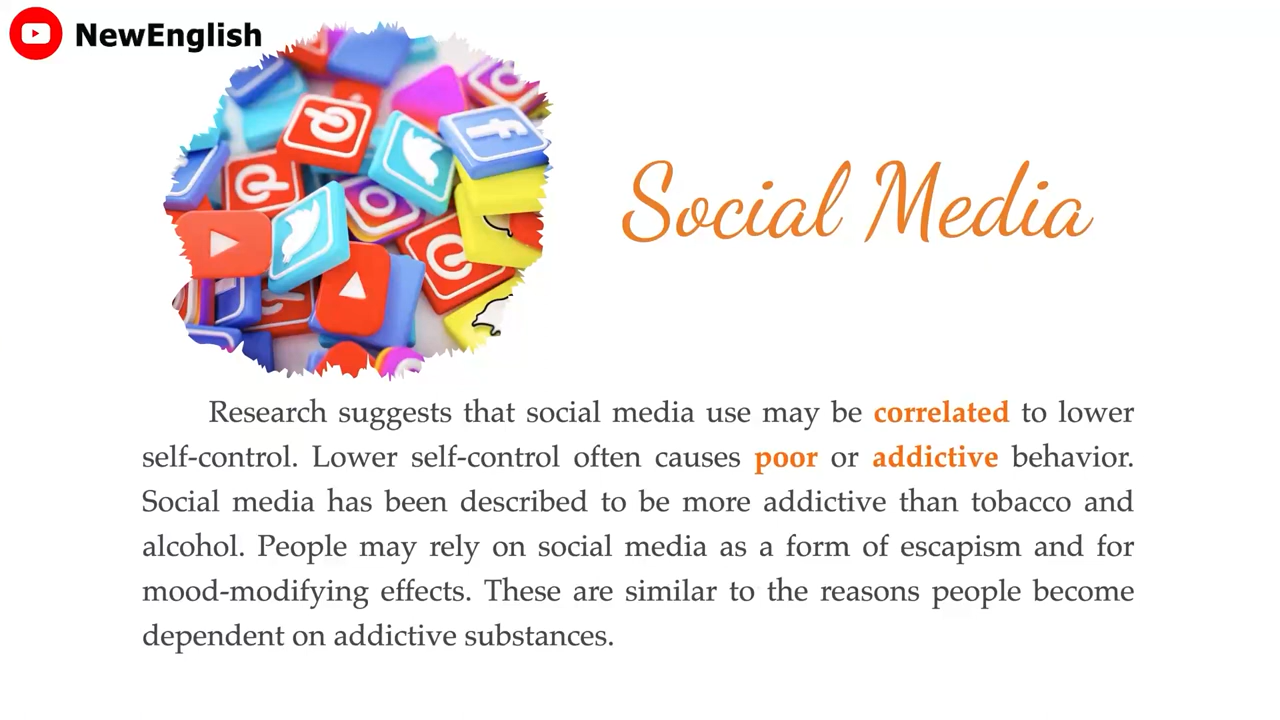 NewEnglish
Social Media
Research suggests that social media use may be correlated to lower
self-control. Lower self-control often causes poor or addictive behavior.
Social media has been described to be more addictive than tobacco and
alcohol. People may rely on social media as a form of escapism and for
mood-modifying effects. These are similar to the reasons people become
dependent on addictive substances.